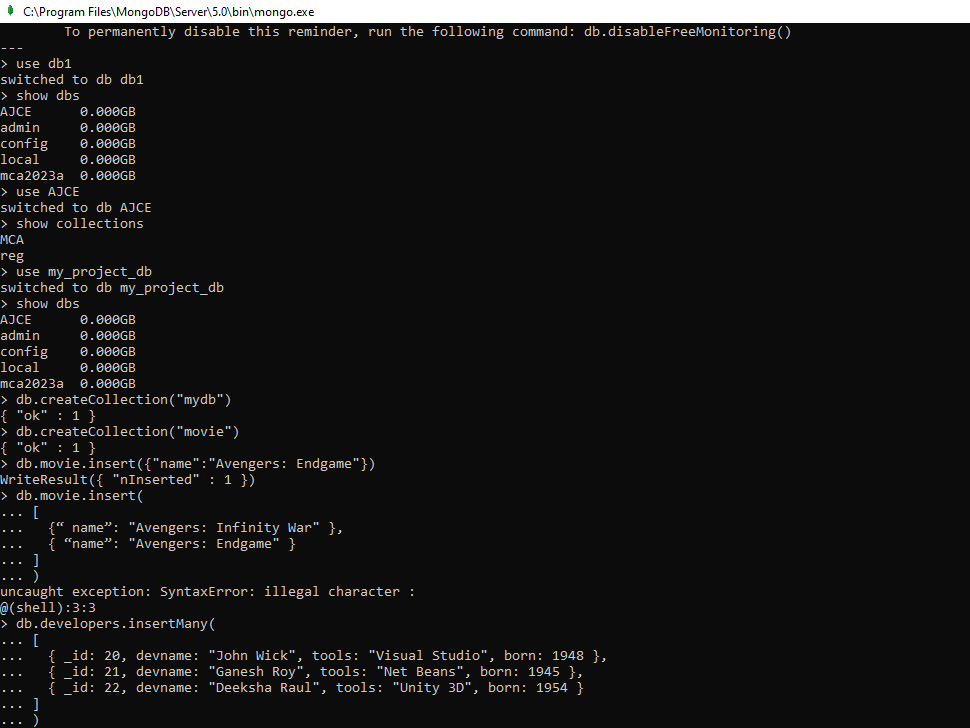 C:\Program Files\MongoDB\Server\5.0\bin\mongo.exe
To permanently disable this reminder, run the following command: db.disableFreeMonitoring()
---
> use db1
switched to db db1
> show dbs
AJCE      0.000GB
admin     0.000GB
config    0.000GB
local     0.000GB
mca2023a  0.000GB
> use AJCE
switched to db AJCE
> show collections
MCA
reg
> use my_project_db
switched to db my_project_db
> show dbs
AJCE      0.000GB
admin     0.000GB
config    0.000GB
local     0.000GB
mca2023a  0.000GB
> db.createCollection("mydb")
{ "ok" : 1 }
> db.createCollection("movie")
{ "ok" : 1 }
> db.movie.insert({"name":"Avengers: Endgame"})
WriteResult({ "nInserted" : 1 })
> db.movie.insert(
... [
...   {“ name”: "Avengers: Infinity War" },
...   { “name”: "Avengers: Endgame" }
... ]
... )
uncaught exception: SyntaxError: illegal character :
@(shell):3:3
> db.developers.insertMany(
... [
...   { _id: 20, devname: "John Wick", tools: "Visual Studio", born: 1948 },
...   { _id: 21, devname: "Ganesh Roy", tools: "Net Beans", born: 1945 },
...   { _id: 22, devname: "Deeksha Raul", tools: "Unity 3D", born: 1954 }
... ]
... )